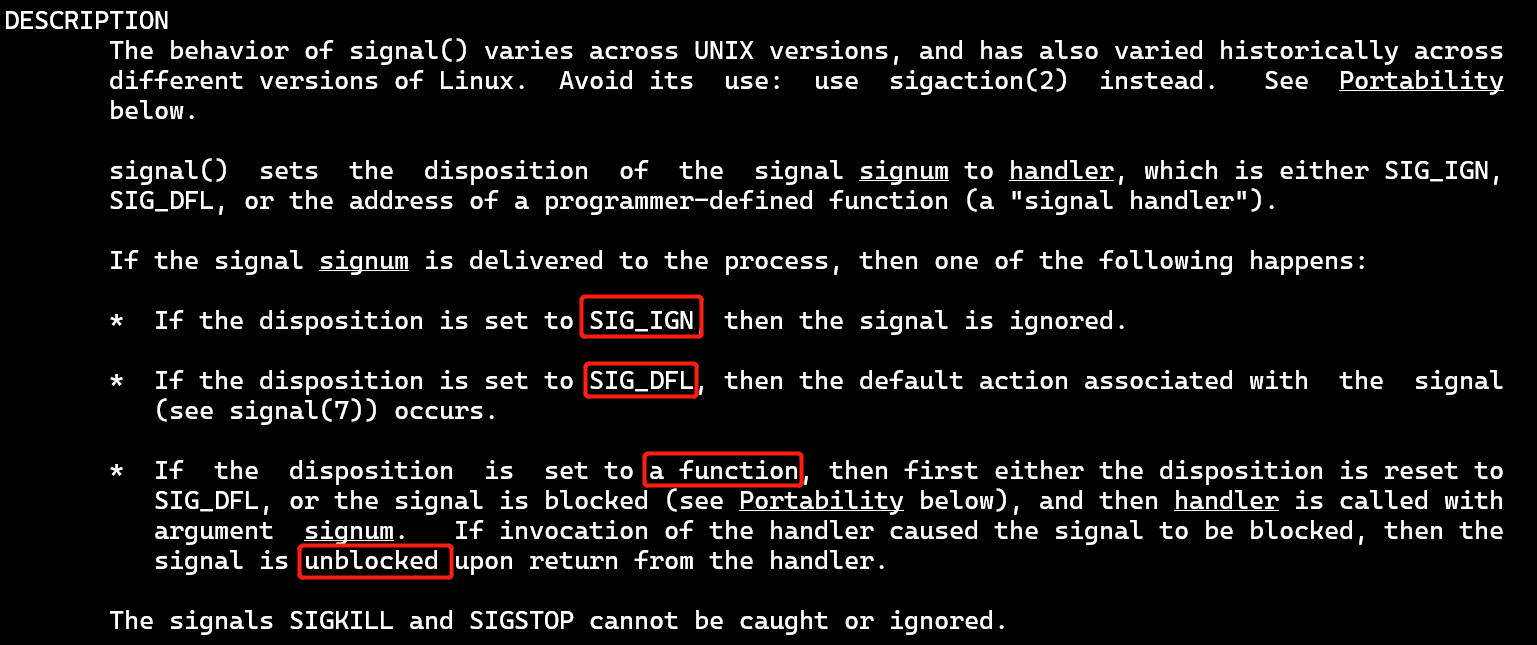 DESCRIPTION
The behavior of signal() varies across UNIX versions, and has also varied historically across
different versions of Linux. Avoid its use: use sigaction(2) instead. See Portability
below.
signal() sets the disposition of the signal signum to handler, which is either SIG_IGN,
SIG_DFL, or the address of a programmer-defined function (a "signal handler").
If the signal signum is delivered to the process, then one of the following happens:
* If the disposition is set to SIG_IGN then the signal is ignored.
* If the disposition is set to SIG_DFL, then the default action associated with the signal
(see signal(7)) occurs.
* If the disposition is set to a function, then first either the disposition is reset to
SIG_DFL, or the signal is blocked (see Portability below), and then handler is called with
argument signum. If invocation of the handler caused the signal to be blocked, then the
signal is unblocked upon return from the handler.
The signals SIGKILL and SIGSTOP cannot be caught or ignored.